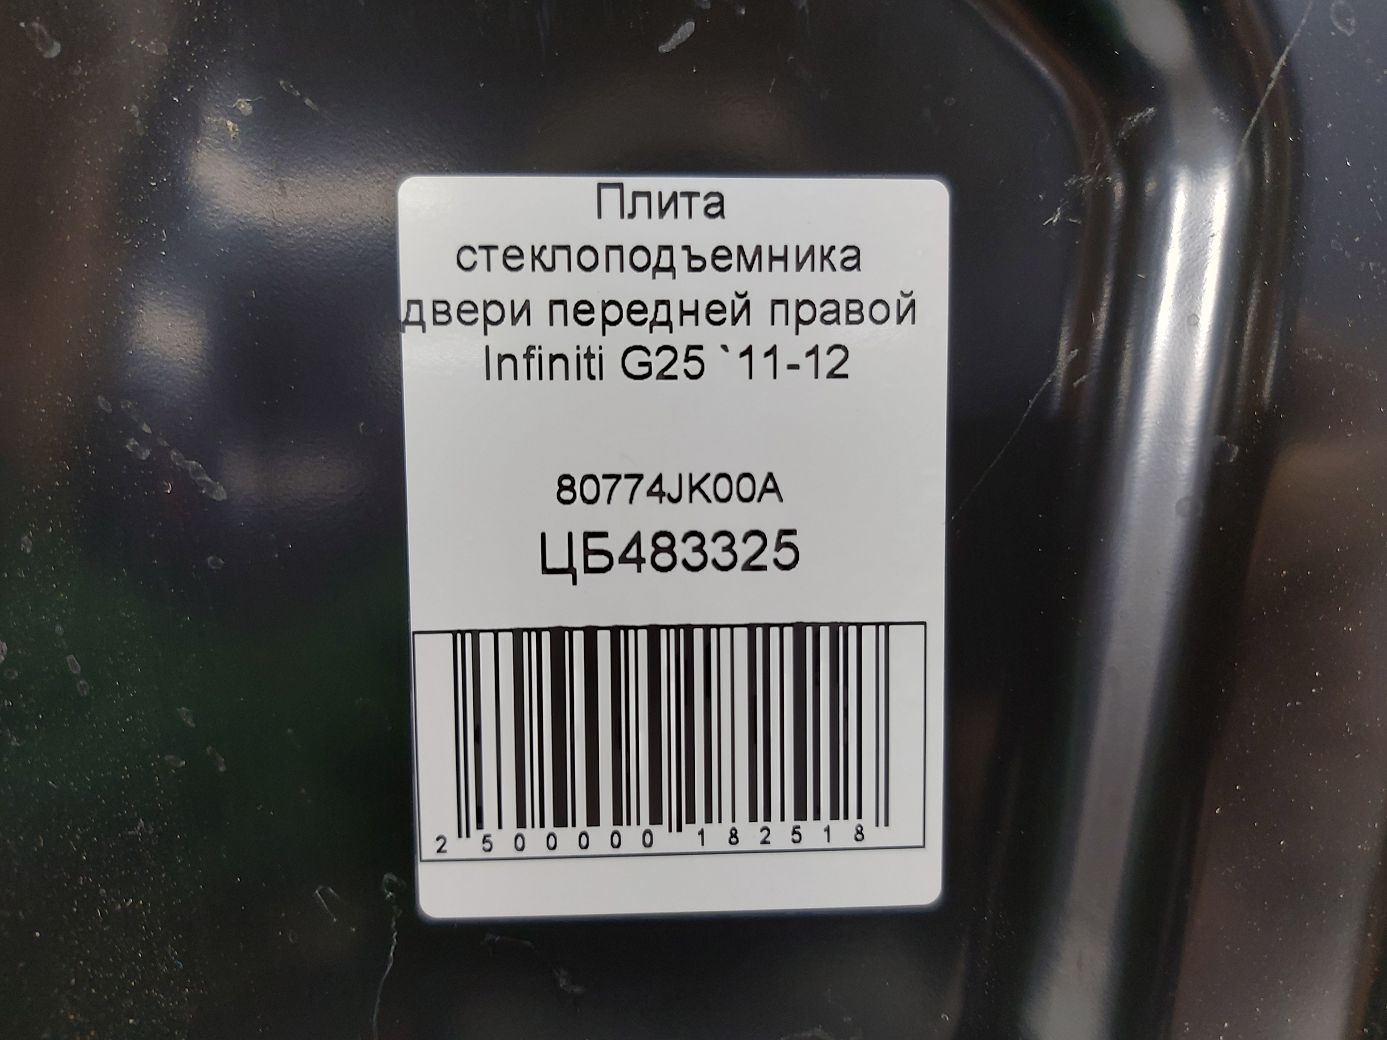 Плита
стеклоподъемника
двери передней правой
Infiniti G25 `11-12
80774JK00A
ЦБ483325
2 500000 182518